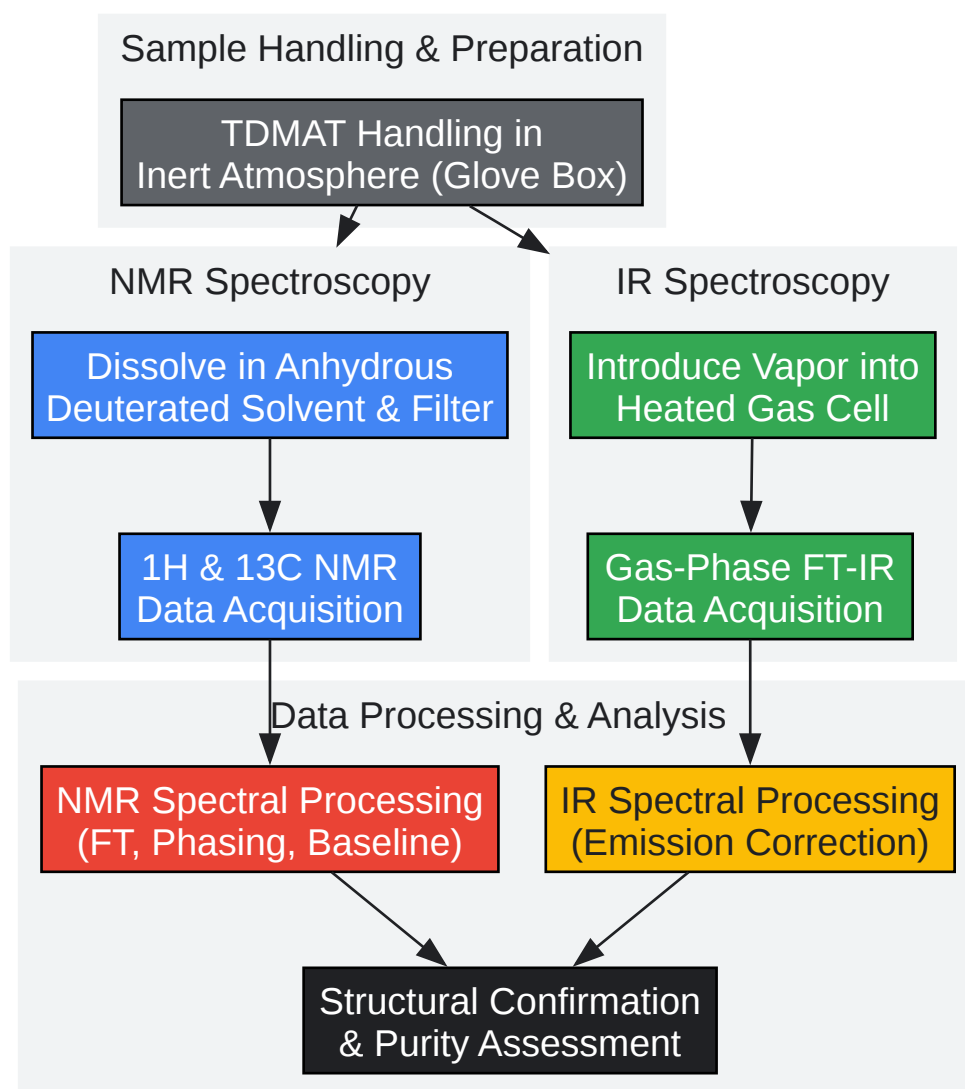 Sample Handling & Preparation
TDMAT Handling in
Inert Atmosphere (Glove Box)
NMR Spectroscopy
Dissolve in Anhydrous
Deuterated Solvent & Filter
1H & 13C NMR
Data Acquisition
IR Spectroscopy
Introduce Vapor into
Heated Gas Cell
Gas-Phase FT-IR
Data Acquisition
Data Processing & Analysis
NMR Spectral Processing
(FT, Phasing, Baseline)
IR Spectral Processing
(Emission Correction)
Structural Confirmation
& Purity Assessment